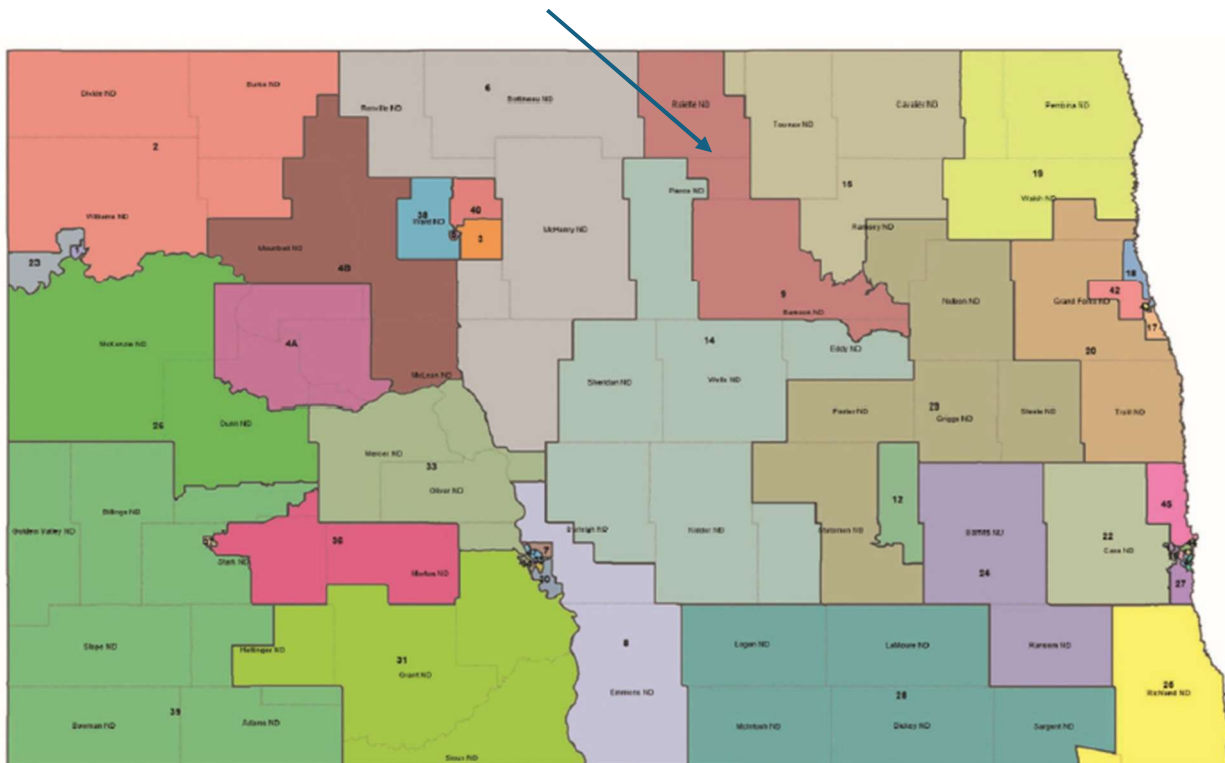 Divide ND
Burke ND
Renville ND
6
Bottineau ND
Rolette ND
Towner ND
Cavalier ND
Pembina ND
2
15
19
Walsh ND
Williams ND
Pierce ND
38
Ward ND
40
3
McHenry ND
Ramsey ND
Mountrail ND
4B
23
9
Benson ND
Nelson ND
18
42
Grand Forks ND
17
McKenzie ND
4A
14
Eddy ND
20
McLean ND
Sheridan ND
Wells ND
26
Dunn ND
Foster ND
29
Griggs ND
Steele ND
Traill ND
Mercer ND
33
Oliver ND
12
45
Billings ND
Golden Valley ND
Burleigh ND
Kidder ND
Stutsman ND
Barnes ND
22
Cass ND
36
Stark ND
Morton ND
7
24
27
Slope ND
Hettinger ND
31
Grant ND
8
Emmons ND
Logan ND
LaMoure ND
Ransom ND
25
Richland ND
39
Bowman ND
Adams ND
28
McIntosh ND
Dickey ND
Sargent ND
Sioux ND